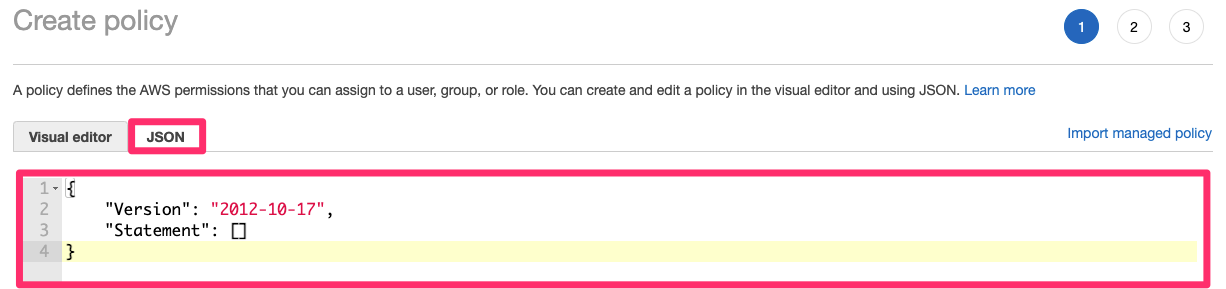 Create policy
1 2 3
A policy defines the AWS permissions that you can assign to a user, group, or role. You can create and edit a policy in the visual editor and using JSON. Learn more
Visual editor JSON Import managed policy
1 {
2 "Version": "2012-10-17",
3 "Statement": []
4 }